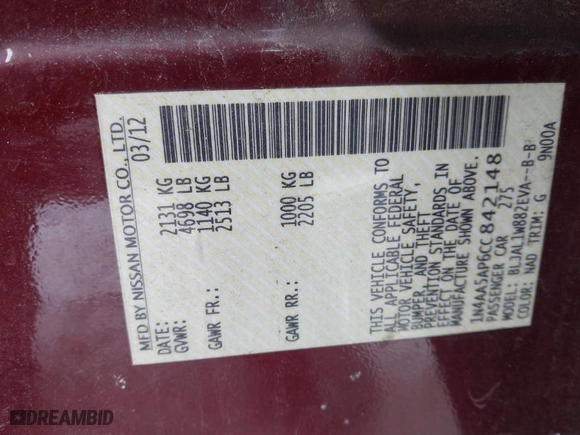 MFD BY NISSAN MOTOR CO., LTD.
DATE: 03/12
GVWR: 2131 KG
4698 LB
GAWR FR.: 1140 KG
2513 LB
GAWR RR.: 1000 KG
2205 LB
THIS VEHICLE CONFORMS TO
ALL APPLICABLE FEDERAL
MOTOR VEHICLE SAFETY,
BUMPER, AND THEFT
PREVENTION STANDARDS IN
EFFECT ON THE DATE OF
MANUFACTURE SHOWN ABOVE.
1N4AA5AP6CC842148
PASSENGER CAR 275
MODEL: BLJALJW882EVA--B-B
COLOR: NAD TRIM: G 9N00A
DREAMBID